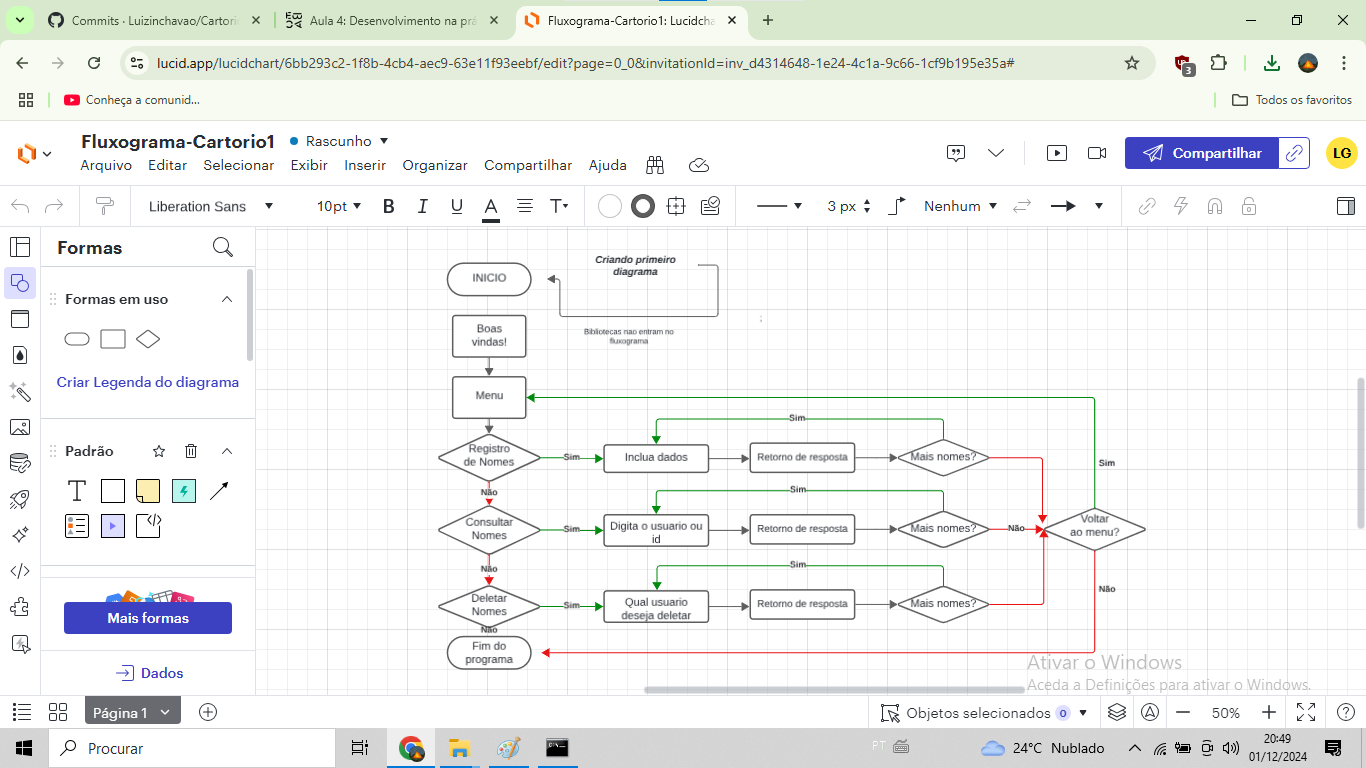 Commits · Luizinchavao/Cartori
Aula 4: Desenvolvimento na prá
Fluxograma-Cartorio1: Lucidcha
lucid.app/lucidchart/6bb293c2-1f8b-4cb4-aec9-63e11f93eebf/edit?page=0_0&invitationId=inv_d4314648-1e24-4c1a-9c66-1cf9b195e35a#
3
Conheça a comunid...
Todos os favoritos
Fluxograma-Cartorio1
Rascunho
Arquivo Editar Selecionar Exibir Inserir Organizar Compartilhar Ajuda
Compartilhar
LG
Liberation Sans
10pt
B I U A T
3 px
Nenhum
Formas
Formas em uso
Criar Legenda do diagrama
Padrão
T
Mais formas
Dados
INICIO
Criando primeiro
diagrama
Bibliotecas nao entram no
fluxograma
;
Boas
vindas!
Menu
Registro
de Nomes
Sim
Inclua dados
Retorno de resposta
Mais nomes?
Sim
Não
Consultar
Nomes
Sim
Digita o usuario ou
id
Retorno de resposta
Mais nomes?
Sim
Não
Voltar
ao menu?
Sim
Não
Não
Deletar
Nomes
Sim
Qual usuario
deseja deletar
Retorno de resposta
Mais nomes?
Sim
Não
Fim do
programa
Ativar o Windows
Aceda a Definições para ativar o Windows.
Página 1
Objetos selecionados 0
50%
Procurar
PT
24°C Nublado
20:49
01/12/2024